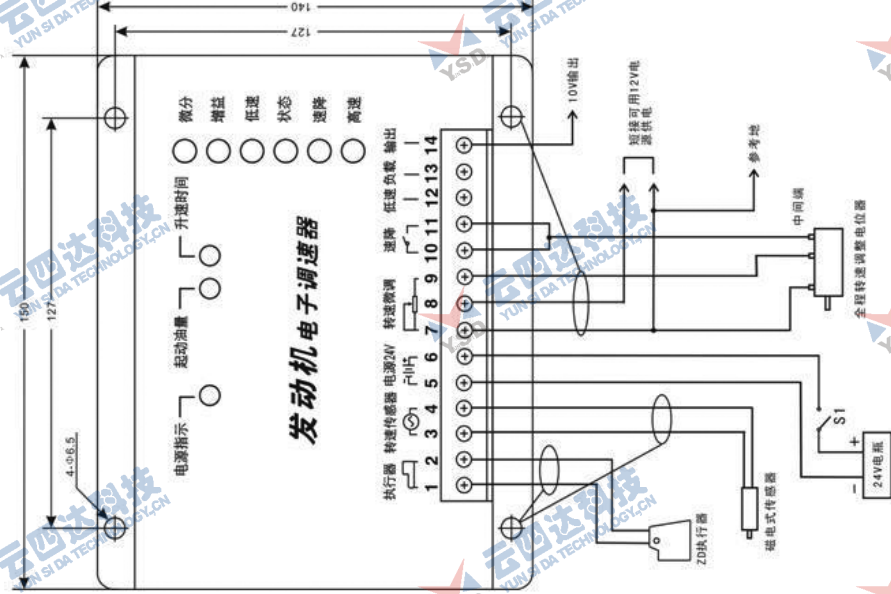 140
127
150
127
4-Φ6.5
微分
增益
低速
状态
速降
高速
升速时间
起动油量
电源指示
发动机电子调速器
执行器
转速传感器
电源24V
转速微调
速降
低速
负载
输出
1 2 3 4 5 6 7 8 9 10 11 12 13 14
10V输出
短接可用12V电
源供电
参考地
中间端
全程转速调整电位器
S1
+
-
24V电瓶
磁电式传感器
ZD执行器
云四达科技
YUN SI DA TECHNOLOGY.CN
YSD